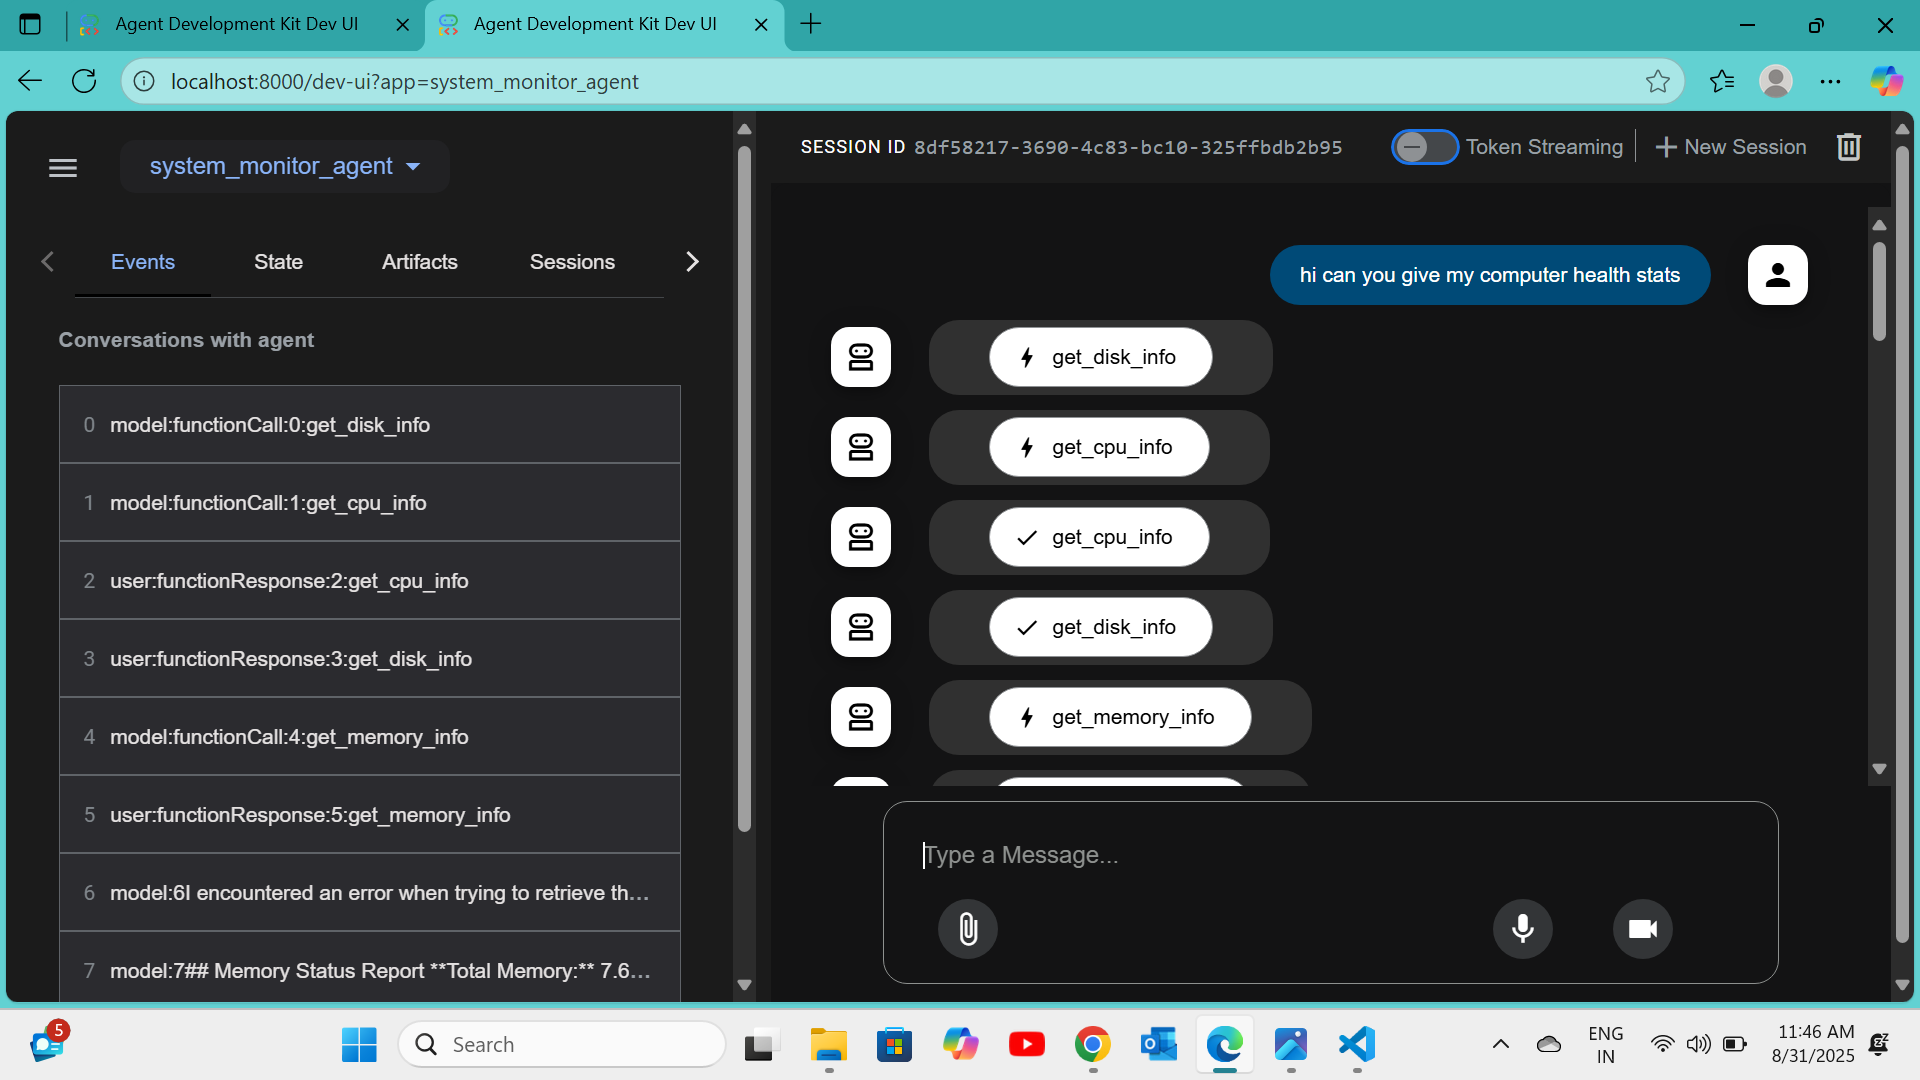 Agent Development Kit Dev UI
Agent Development Kit Dev UI
localhost:8000/dev-ui?app=system_monitor_agent
system_monitor_agent
SESSION ID 8df58217-3690-4c83-bc10-325ffbdb2b95
Token Streaming
New Session
Events
State
Artifacts
Sessions
Conversations with agent
0 model:functionCall:0:get_disk_info
1 model:functionCall:1:get_cpu_info
2 user:functionResponse:2:get_cpu_info
3 user:functionResponse:3:get_disk_info
4 model:functionCall:4:get_memory_info
5 user:functionResponse:5:get_memory_info
6 model:6I encountered an error when trying to retrieve th...
7 model:7## Memory Status Report **Total Memory:** 7.6...
hi can you give my computer health stats
get_disk_info
get_cpu_info
get_cpu_info
get_disk_info
get_memory_info
Type a Message...
5
Search
ENG
IN
11:46 AM
8/31/2025